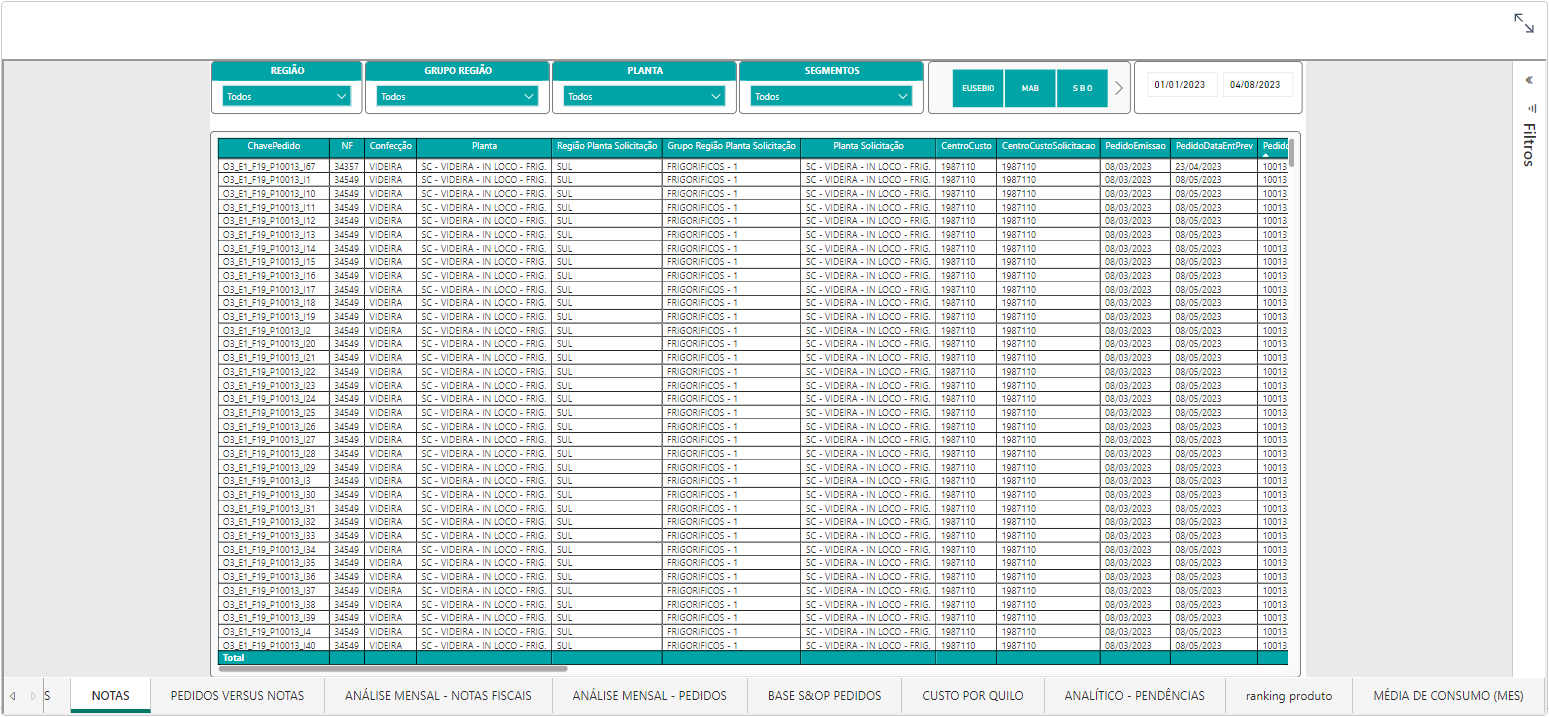 REGIÃO GRUPO REGIÃO PLANTA SEGMENTOS
Todos Todos Todos Todos EUSEBIO MAB S B O 01/01/2023 04/08/2023
Filtros
ChavePedido NF Confecção Planta Região Planta Solicitação Grupo Região Planta Solicitação Planta Solicitação CentroCusto CentroCustoSolicitacao PedidoEmissao PedidoDataEntPrev Pedido
O3_E1_F19_P10013_I67 34357 VIDEIRA SC - VIDEIRA - IN LOCO - FRIG. SUL FRIGORIFICOS - 1 SC - VIDEIRA - IN LOCO - FRIG. 1987110 1987110 08/03/2023 23/04/2023 10013
O3_E1_F19_P10013_I1 34549 VIDEIRA SC - VIDEIRA - IN LOCO - FRIG. SUL FRIGORIFICOS - 1 SC - VIDEIRA - IN LOCO - FRIG. 1987110 1987110 08/03/2023 08/05/2023 10013
O3_E1_F19_P10013_I10 34549 VIDEIRA SC - VIDEIRA - IN LOCO - FRIG. SUL FRIGORIFICOS - 1 SC - VIDEIRA - IN LOCO - FRIG. 1987110 1987110 08/03/2023 08/05/2023 10013
O3_E1_F19_P10013_I11 34549 VIDEIRA SC - VIDEIRA - IN LOCO - FRIG. SUL FRIGORIFICOS - 1 SC - VIDEIRA - IN LOCO - FRIG. 1987110 1987110 08/03/2023 08/05/2023 10013
O3_E1_F19_P10013_I12 34549 VIDEIRA SC - VIDEIRA - IN LOCO - FRIG. SUL FRIGORIFICOS - 1 SC - VIDEIRA - IN LOCO - FRIG. 1987110 1987110 08/03/2023 08/05/2023 10013
O3_E1_F19_P10013_I13 34549 VIDEIRA SC - VIDEIRA - IN LOCO - FRIG. SUL FRIGORIFICOS - 1 SC - VIDEIRA - IN LOCO - FRIG. 1987110 1987110 08/03/2023 08/05/2023 10013
O3_E1_F19_P10013_I14 34549 VIDEIRA SC - VIDEIRA - IN LOCO - FRIG. SUL FRIGORIFICOS - 1 SC - VIDEIRA - IN LOCO - FRIG. 1987110 1987110 08/03/2023 08/05/2023 10013
O3_E1_F19_P10013_I15 34549 VIDEIRA SC - VIDEIRA - IN LOCO - FRIG. SUL FRIGORIFICOS - 1 SC - VIDEIRA - IN LOCO - FRIG. 1987110 1987110 08/03/2023 08/05/2023 10013
O3_E1_F19_P10013_I16 34549 VIDEIRA SC - VIDEIRA - IN LOCO - FRIG. SUL FRIGORIFICOS - 1 SC - VIDEIRA - IN LOCO - FRIG. 1987110 1987110 08/03/2023 08/05/2023 10013
O3_E1_F19_P10013_I17 34549 VIDEIRA SC - VIDEIRA - IN LOCO - FRIG. SUL FRIGORIFICOS - 1 SC - VIDEIRA - IN LOCO - FRIG. 1987110 1987110 08/03/2023 08/05/2023 10013
O3_E1_F19_P10013_I18 34549 VIDEIRA SC - VIDEIRA - IN LOCO - FRIG. SUL FRIGORIFICOS - 1 SC - VIDEIRA - IN LOCO - FRIG. 1987110 1987110 08/03/2023 08/05/2023 10013
O3_E1_F19_P10013_I19 34549 VIDEIRA SC - VIDEIRA - IN LOCO - FRIG. SUL FRIGORIFICOS - 1 SC - VIDEIRA - IN LOCO - FRIG. 1987110 1987110 08/03/2023 08/05/2023 10013
O3_E1_F19_P10013_I2 34549 VIDEIRA SC - VIDEIRA - IN LOCO - FRIG. SUL FRIGORIFICOS - 1 SC - VIDEIRA - IN LOCO - FRIG. 1987110 1987110 08/03/2023 08/05/2023 10013
O3_E1_F19_P10013_I20 34549 VIDEIRA SC - VIDEIRA - IN LOCO - FRIG. SUL FRIGORIFICOS - 1 SC - VIDEIRA - IN LOCO - FRIG. 1987110 1987110 08/03/2023 08/05/2023 10013
O3_E1_F19_P10013_I21 34549 VIDEIRA SC - VIDEIRA - IN LOCO - FRIG. SUL FRIGORIFICOS - 1 SC - VIDEIRA - IN LOCO - FRIG. 1987110 1987110 08/03/2023 08/05/2023 10013
O3_E1_F19_P10013_I22 34549 VIDEIRA SC - VIDEIRA - IN LOCO - FRIG. SUL FRIGORIFICOS - 1 SC - VIDEIRA - IN LOCO - FRIG. 1987110 1987110 08/03/2023 08/05/2023 10013
O3_E1_F19_P10013_I23 34549 VIDEIRA SC - VIDEIRA - IN LOCO - FRIG. SUL FRIGORIFICOS - 1 SC - VIDEIRA - IN LOCO - FRIG. 1987110 1987110 08/03/2023 08/05/2023 10013
O3_E1_F19_P10013_I24 34549 VIDEIRA SC - VIDEIRA - IN LOCO - FRIG. SUL FRIGORIFICOS - 1 SC - VIDEIRA - IN LOCO - FRIG. 1987110 1987110 08/03/2023 08/05/2023 10013
O3_E1_F19_P10013_I25 34549 VIDEIRA SC - VIDEIRA - IN LOCO - FRIG. SUL FRIGORIFICOS - 1 SC - VIDEIRA - IN LOCO - FRIG. 1987110 1987110 08/03/2023 08/05/2023 10013
O3_E1_F19_P10013_I26 34549 VIDEIRA SC - VIDEIRA - IN LOCO - FRIG. SUL FRIGORIFICOS - 1 SC - VIDEIRA - IN LOCO - FRIG. 1987110 1987110 08/03/2023 08/05/2023 10013
O3_E1_F19_P10013_I27 34549 VIDEIRA SC - VIDEIRA - IN LOCO - FRIG. SUL FRIGORIFICOS - 1 SC - VIDEIRA - IN LOCO - FRIG. 1987110 1987110 08/03/2023 08/05/2023 10013
O3_E1_F19_P10013_I28 34549 VIDEIRA SC - VIDEIRA - IN LOCO - FRIG. SUL FRIGORIFICOS - 1 SC - VIDEIRA - IN LOCO - FRIG. 1987110 1987110 08/03/2023 08/05/2023 10013
O3_E1_F19_P10013_I29 34549 VIDEIRA SC - VIDEIRA - IN LOCO - FRIG. SUL FRIGORIFICOS - 1 SC - VIDEIRA - IN LOCO - FRIG. 1987110 1987110 08/03/2023 08/05/2023 10013
O3_E1_F19_P10013_I3 34549 VIDEIRA SC - VIDEIRA - IN LOCO - FRIG. SUL FRIGORIFICOS - 1 SC - VIDEIRA - IN LOCO - FRIG. 1987110 1987110 08/03/2023 08/05/2023 10013
O3_E1_F19_P10013_I30 34549 VIDEIRA SC - VIDEIRA - IN LOCO - FRIG. SUL FRIGORIFICOS - 1 SC - VIDEIRA - IN LOCO - FRIG. 1987110 1987110 08/03/2023 08/05/2023 10013
O3_E1_F19_P10013_I31 34549 VIDEIRA SC - VIDEIRA - IN LOCO - FRIG. SUL FRIGORIFICOS - 1 SC - VIDEIRA - IN LOCO - FRIG. 1987110 1987110 08/03/2023 08/05/2023 10013
O3_E1_F19_P10013_I32 34549 VIDEIRA SC - VIDEIRA - IN LOCO - FRIG. SUL FRIGORIFICOS - 1 SC - VIDEIRA - IN LOCO - FRIG. 1987110 1987110 08/03/2023 08/05/2023 10013
O3_E1_F19_P10013_I33 34549 VIDEIRA SC - VIDEIRA - IN LOCO - FRIG. SUL FRIGORIFICOS - 1 SC - VIDEIRA - IN LOCO - FRIG. 1987110 1987110 08/03/2023 08/05/2023 10013
O3_E1_F19_P10013_I34 34549 VIDEIRA SC - VIDEIRA - IN LOCO - FRIG. SUL FRIGORIFICOS - 1 SC - VIDEIRA - IN LOCO - FRIG. 1987110 1987110 08/03/2023 08/05/2023 10013
O3_E1_F19_P10013_I35 34549 VIDEIRA SC - VIDEIRA - IN LOCO - FRIG. SUL FRIGORIFICOS - 1 SC - VIDEIRA - IN LOCO - FRIG. 1987110 1987110 08/03/2023 08/05/2023 10013
O3_E1_F19_P10013_I36 34549 VIDEIRA SC - VIDEIRA - IN LOCO - FRIG. SUL FRIGORIFICOS - 1 SC - VIDEIRA - IN LOCO - FRIG. 1987110 1987110 08/03/2023 08/05/2023 10013
O3_E1_F19_P10013_I37 34549 VIDEIRA SC - VIDEIRA - IN LOCO - FRIG. SUL FRIGORIFICOS - 1 SC - VIDEIRA - IN LOCO - FRIG. 1987110 1987110 08/03/2023 08/05/2023 10013
O3_E1_F19_P10013_I38 34549 VIDEIRA SC - VIDEIRA - IN LOCO - FRIG. SUL FRIGORIFICOS - 1 SC - VIDEIRA - IN LOCO - FRIG. 1987110 1987110 08/03/2023 08/05/2023 10013
O3_E1_F19_P10013_I39 34549 VIDEIRA SC - VIDEIRA - IN LOCO - FRIG. SUL FRIGORIFICOS - 1 SC - VIDEIRA - IN LOCO - FRIG. 1987110 1987110 08/03/2023 08/05/2023 10013
O3_E1_F19_P10013_I4 34549 VIDEIRA SC - VIDEIRA - IN LOCO - FRIG. SUL FRIGORIFICOS - 1 SC - VIDEIRA - IN LOCO - FRIG. 1987110 1987110 08/03/2023 08/05/2023 10013
O3_E1_F19_P10013_I40 34549 VIDEIRA SC - VIDEIRA - IN LOCO - FRIG. SUL FRIGORIFICOS - 1 SC - VIDEIRA - IN LOCO - FRIG. 1987110 1987110 08/03/2023 08/05/2023 10013
Total
S NOTAS PEDIDOS VERSUS NOTAS ANÁLISE MENSAL - NOTAS FISCAIS ANÁLISE MENSAL - PEDIDOS BASE S&OP PEDIDOS CUSTO POR QUILO ANALÍTICO - PENDÊNCIAS ranking produto MÉDIA DE CONSUMO (MES)